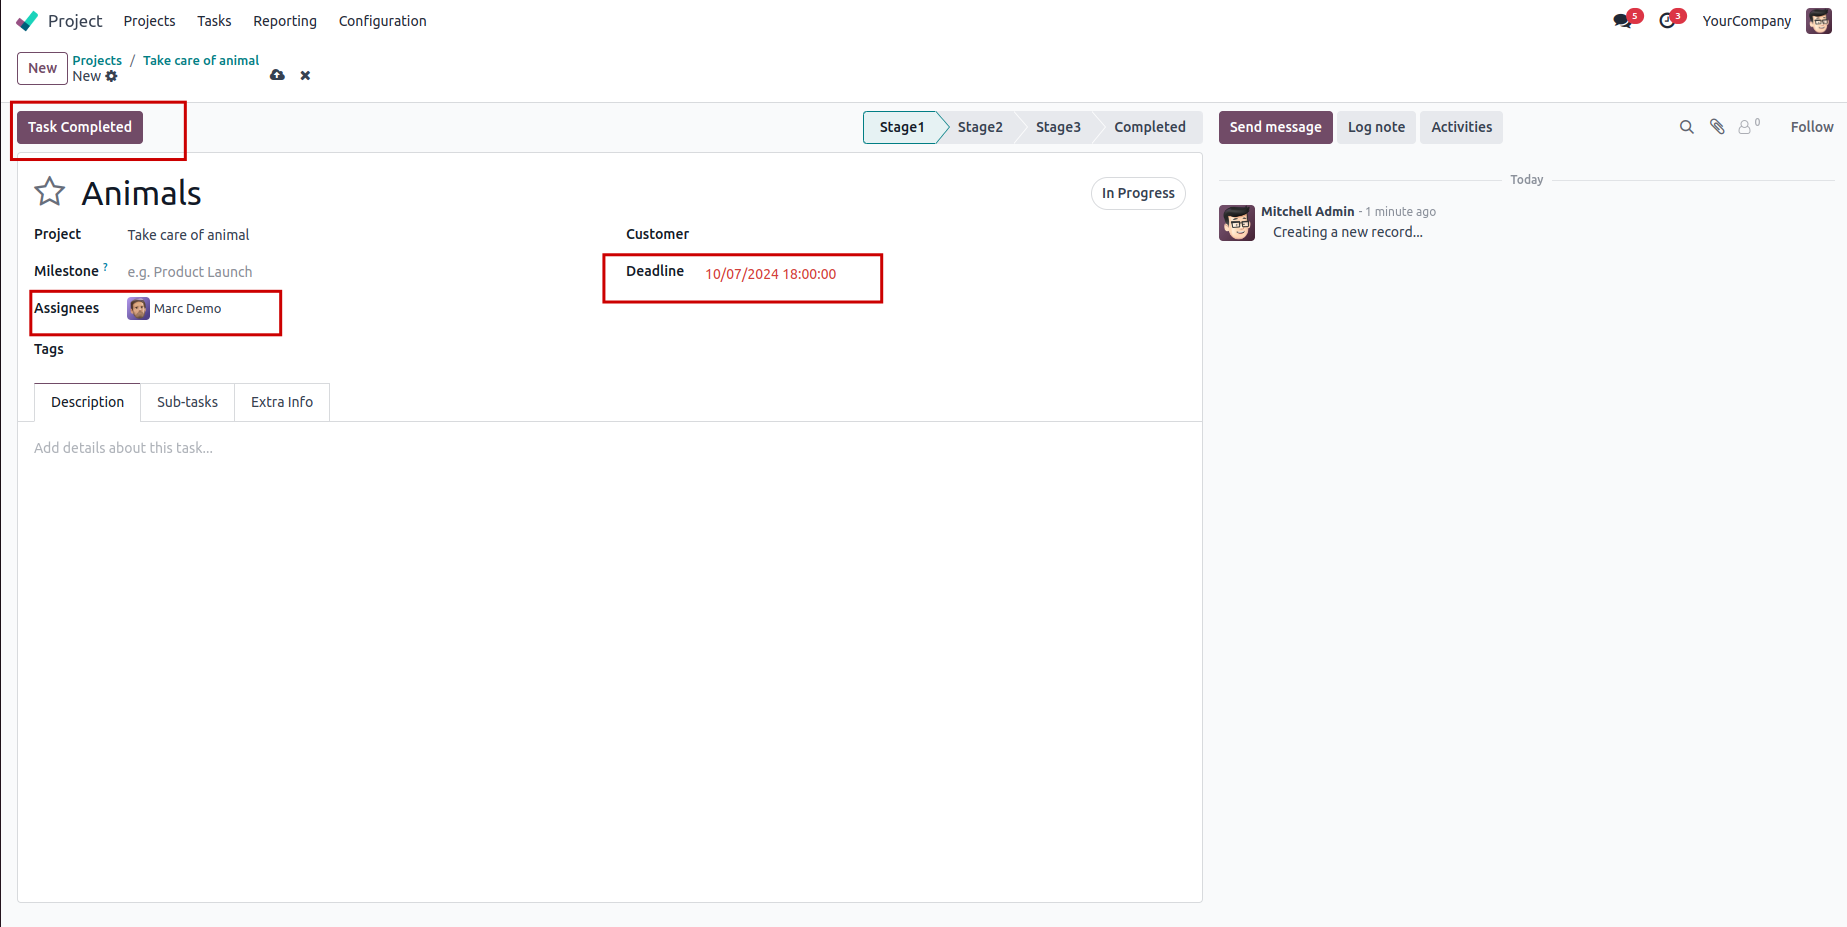 Project Projects Tasks Reporting Configuration 5 3 YourCompany
New Projects / Take care of animal
New
Task Completed Stage1 Stage2 Stage3 Completed Send message Log note Activities 0 Follow
Animals In Progress
Today
Project Take care of animal Customer
Mitchell Admin - 1 minute ago
Creating a new record...
Milestone ? e.g. Product Launch Deadline 10/07/2024 18:00:00
Assignees Marc Demo
Tags
Description Sub-tasks Extra Info
Add details about this task...